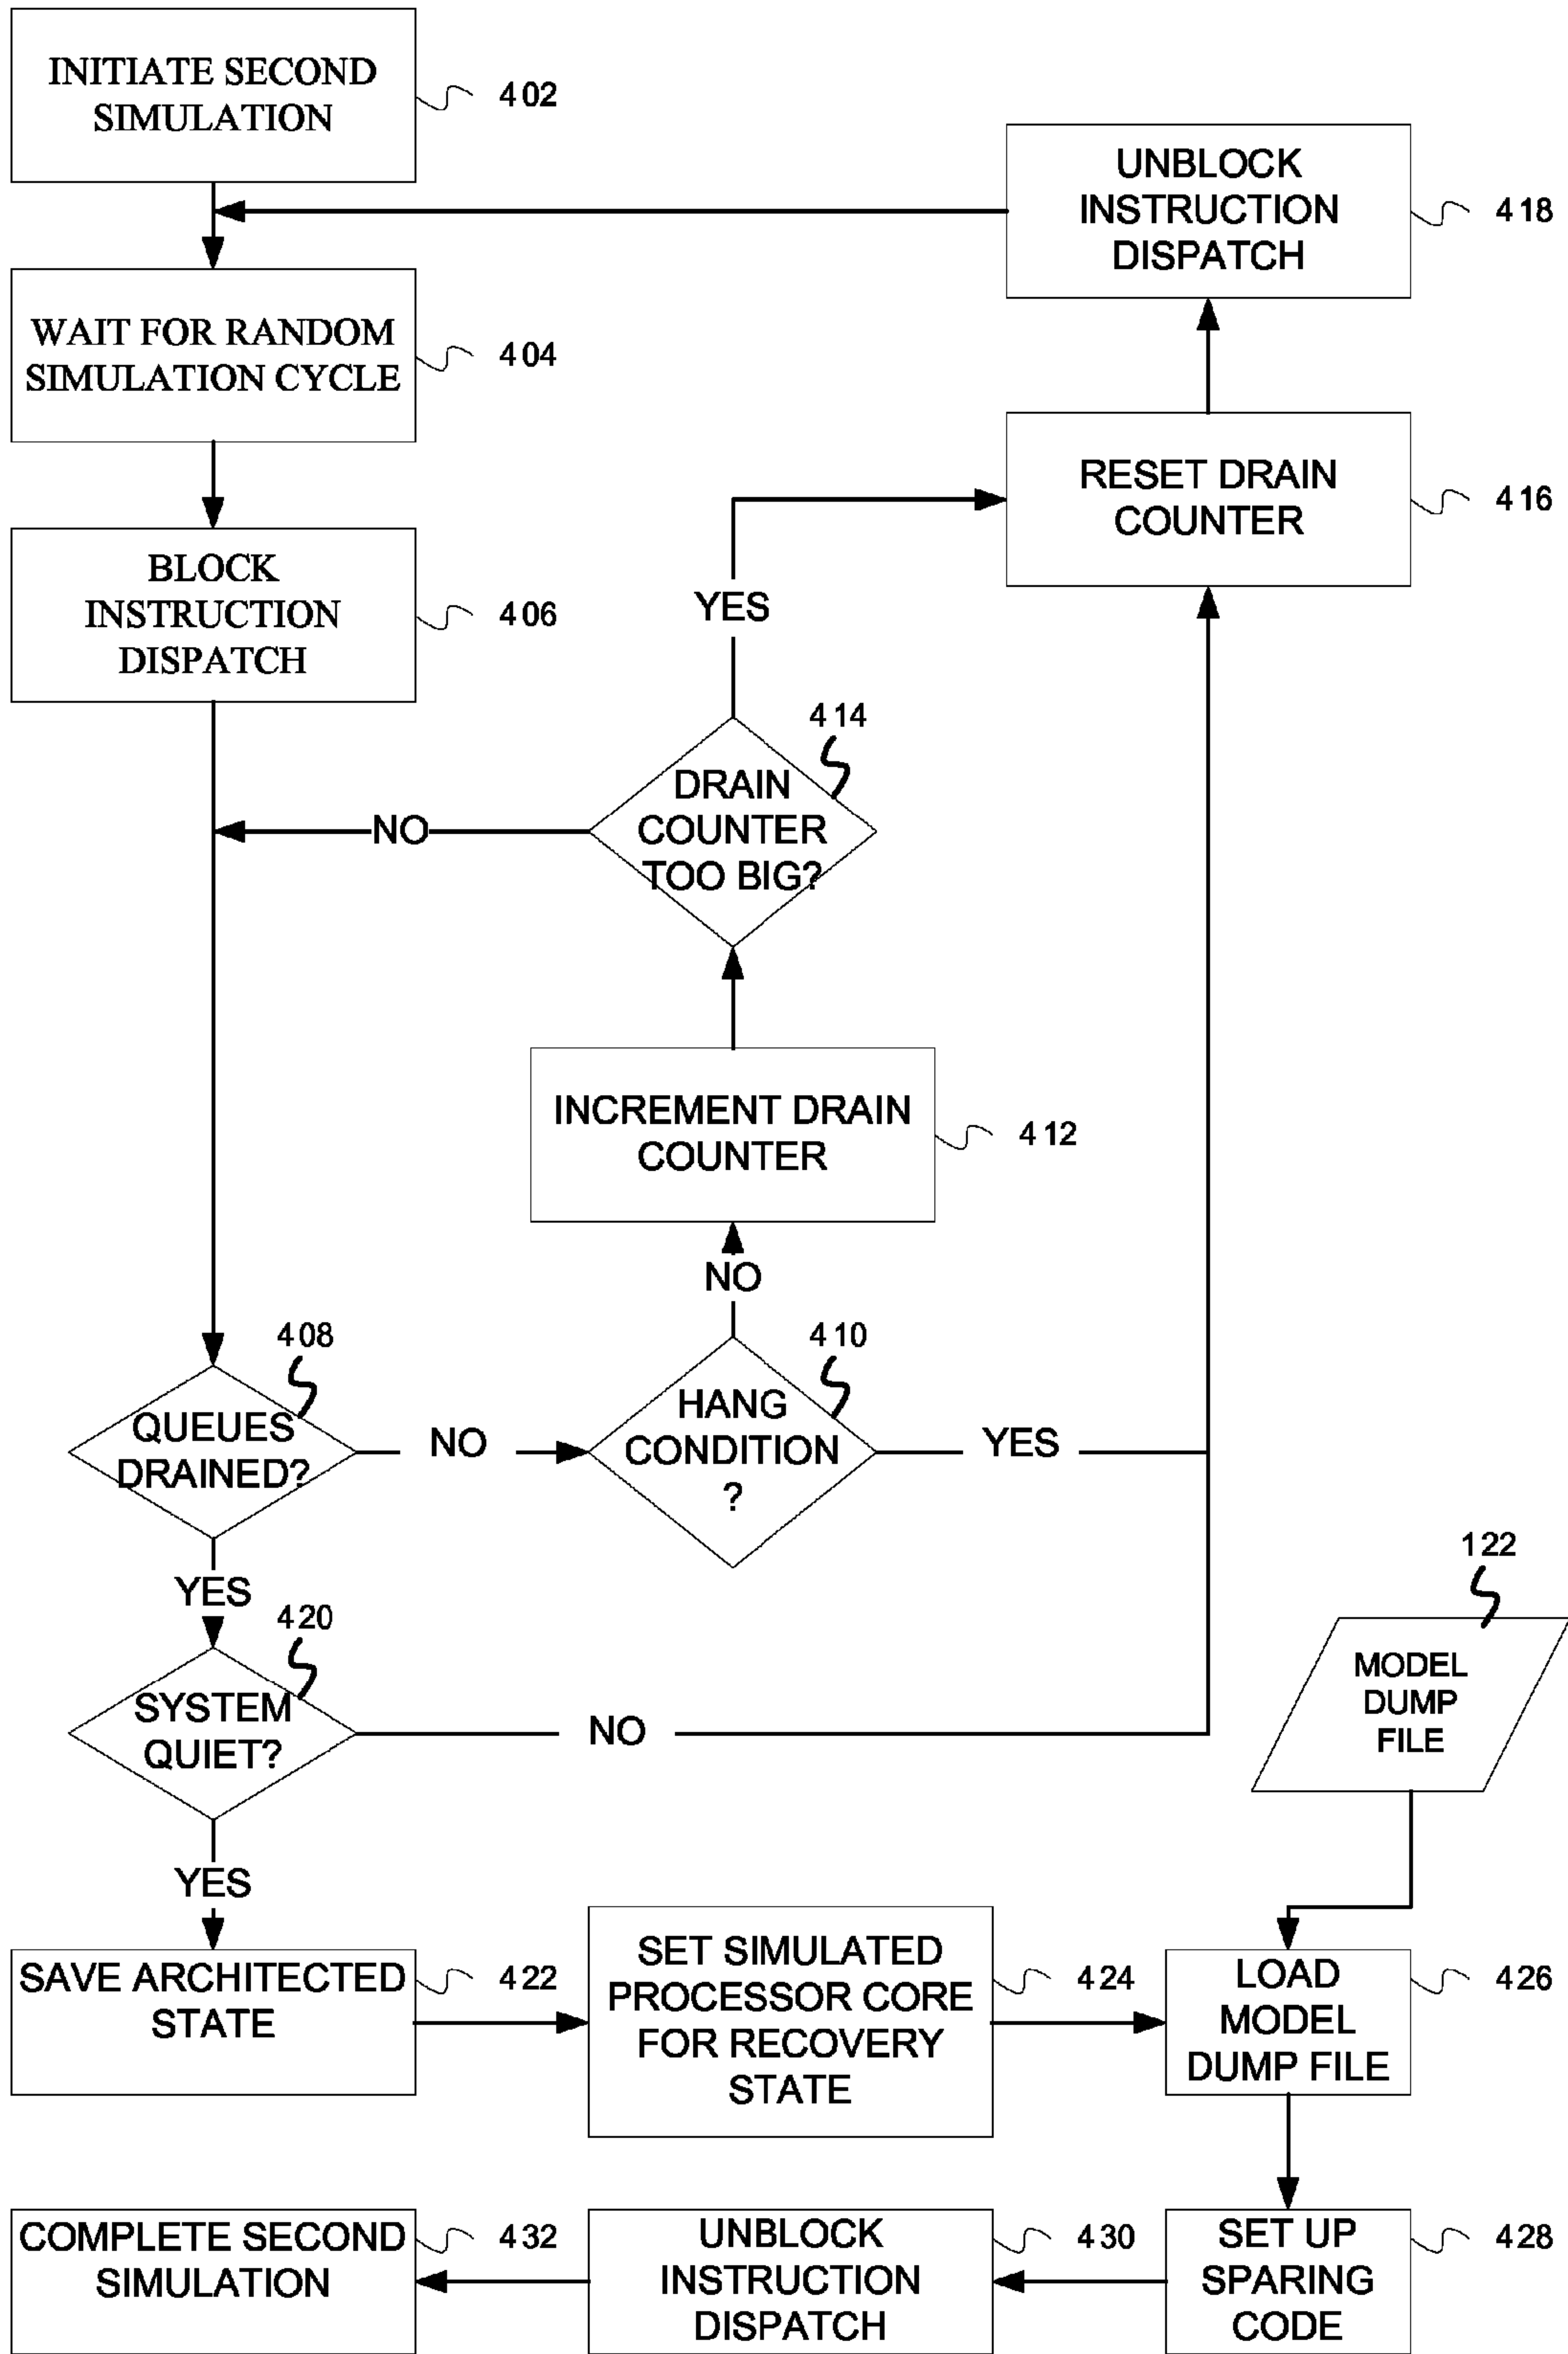 INITIATE SECOND
SIMULATION
402
UNBLOCK
INSTRUCTION
DISPATCH
418
WAIT FOR RANDOM
SIMULATION CYCLE
404
RESET DRAIN
COUNTER
416
BLOCK
INSTRUCTION
DISPATCH
406
YES
414
DRAIN
COUNTER
TOO BIG?
NO
INCREMENT DRAIN
COUNTER
412
NO
408
QUEUES
DRAINED?
NO
410
HANG
CONDITION
?
YES
YES
420
SYSTEM
QUIET?
NO
122
MODEL
DUMP
FILE
YES
SAVE ARCHITECTED
STATE
422
SET SIMULATED
PROCESSOR CORE
FOR RECOVERY
STATE
424
LOAD
MODEL
DUMP FILE
426
COMPLETE SECOND
SIMULATION
432
UNBLOCK
INSTRUCTION
DISPATCH
430
SET UP
SPARING
CODE
428